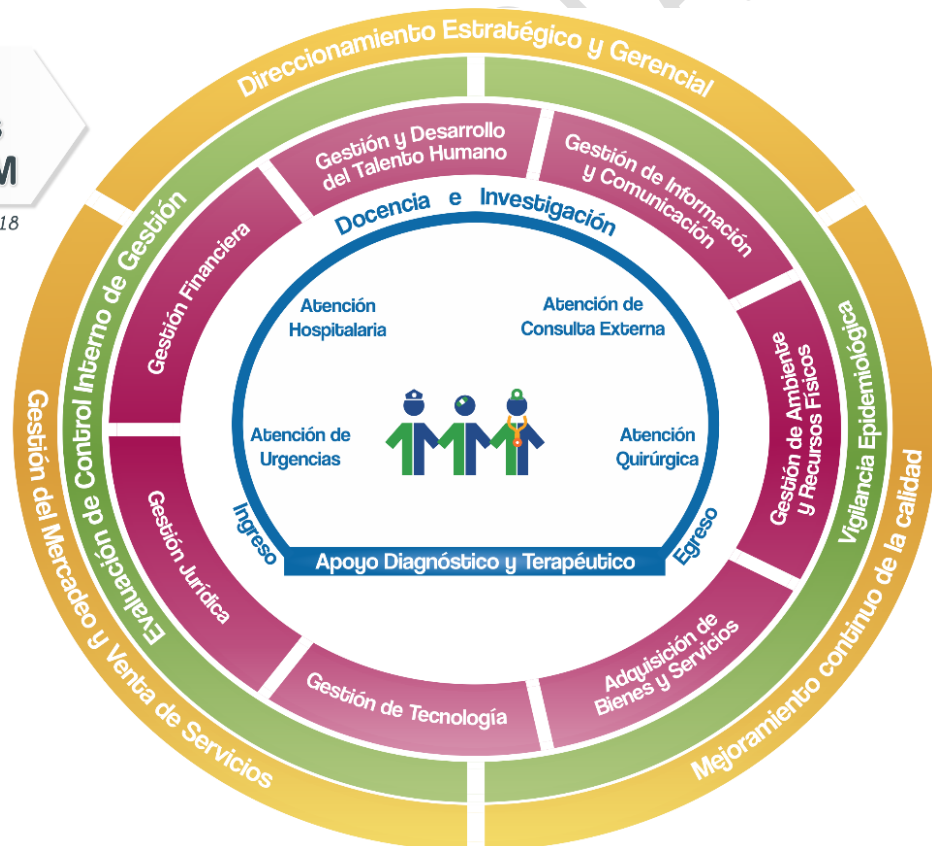 Direccionamiento Estratégico y Gerencial
M
18
Gestión y Desarrollo
del Talento Humano
Gestión de Información
y Comunicación
Docencia e Investigación
Gestión Financiera
Evaluación de Control Interno de Gestión
Atención
Hospitalaria
Atención de
Consulta Externa
Gestión de Ambiente
y Recursos Físicos
Vigilancia Epidemiológica
Gestión del Mercadeo y Venta de Servicios
Atención de
Urgencias
Atención
Quirúrgica
Mejoramiento continuo de la calidad
Gestión Jurídica
Ingreso
Egreso
Apoyo Diagnóstico y Terapéutico
Gestión de Tecnología
Adquisición de
Bienes y Servicios